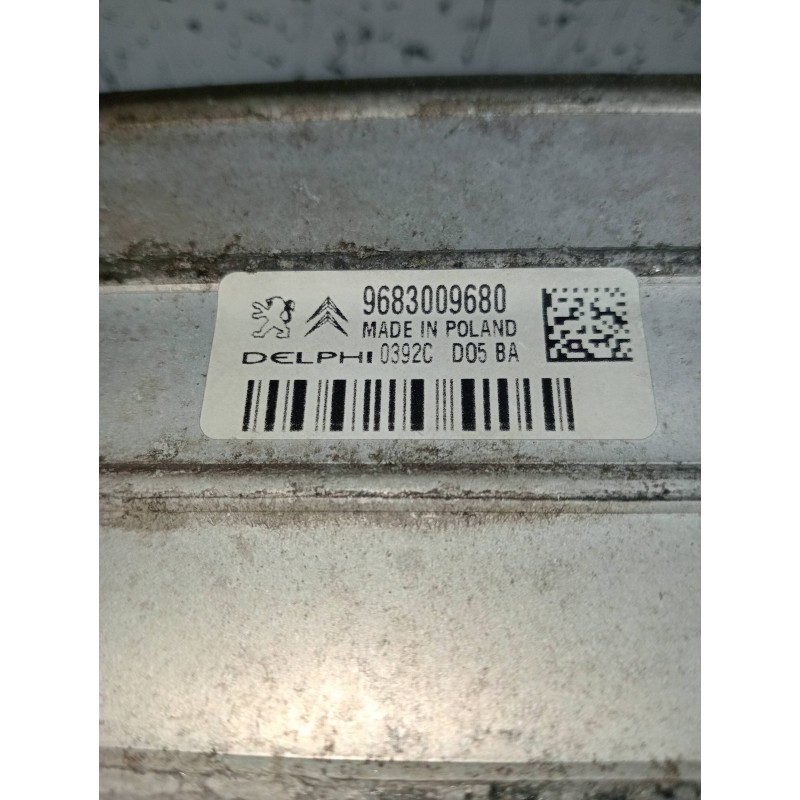 9683009680
MADE IN POLAND
DELPHI 0392C D05 BA